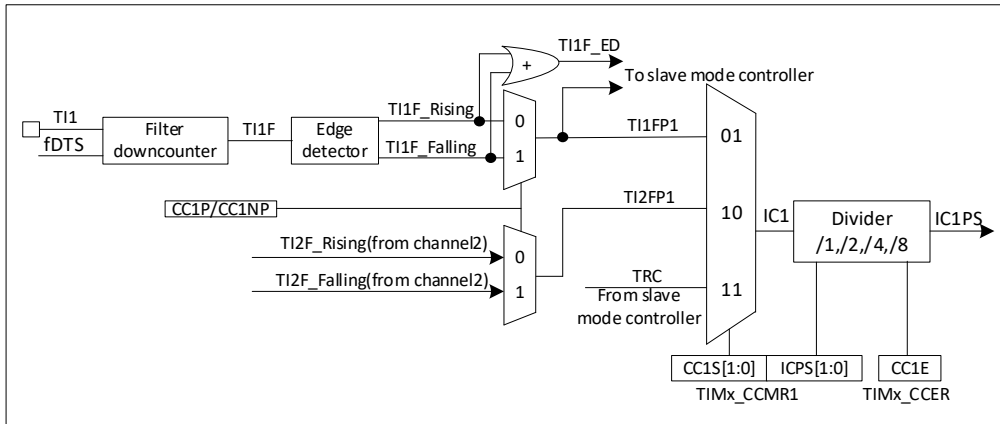 TI1F_ED
+
To slave mode controller
TI1
fDTS
Filter
downcounter
TI1F
Edge
detector
TI1F_Rising
TI1F_Falling
0
1
TI1FP1
01
CC1P/CC1NP
TI2FP1
10
IC1
Divider
/1,/2,/4,/8
IC1PS
TI2F_Rising(from channel2)
TI2F_Falling(from channel2)
0
1
TRC
From slave
mode controller
11
CC1S[1:0]
ICPS[1:0]
CC1E
TIMx_CCMR1
TIMx_CCER